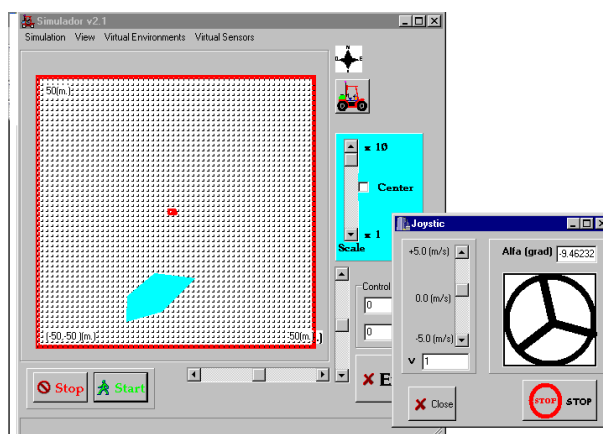 Simulador v2.1
Simulation View Virtual Environments Virtual Sensors
50(m.)
x 10
Center
x 1
Scale
(-50,-50)(m.)
50(m.)
Control
0
0
Stop
Start
E
Joystic
+5.0 (m/s)
0.0 (m/s)
-5.0 (m/s)
v 1
Alfa (grad) -9.46232
Close
STOP STOP